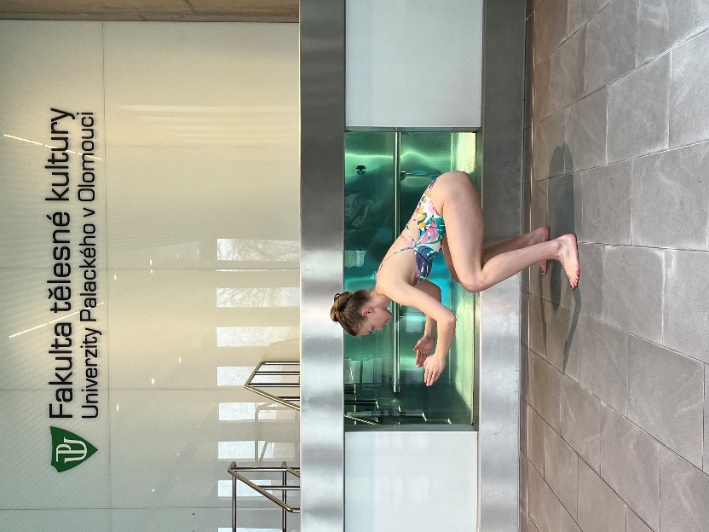 Fakulta tělesné kultury
Univerzity Palackého v Olomouci